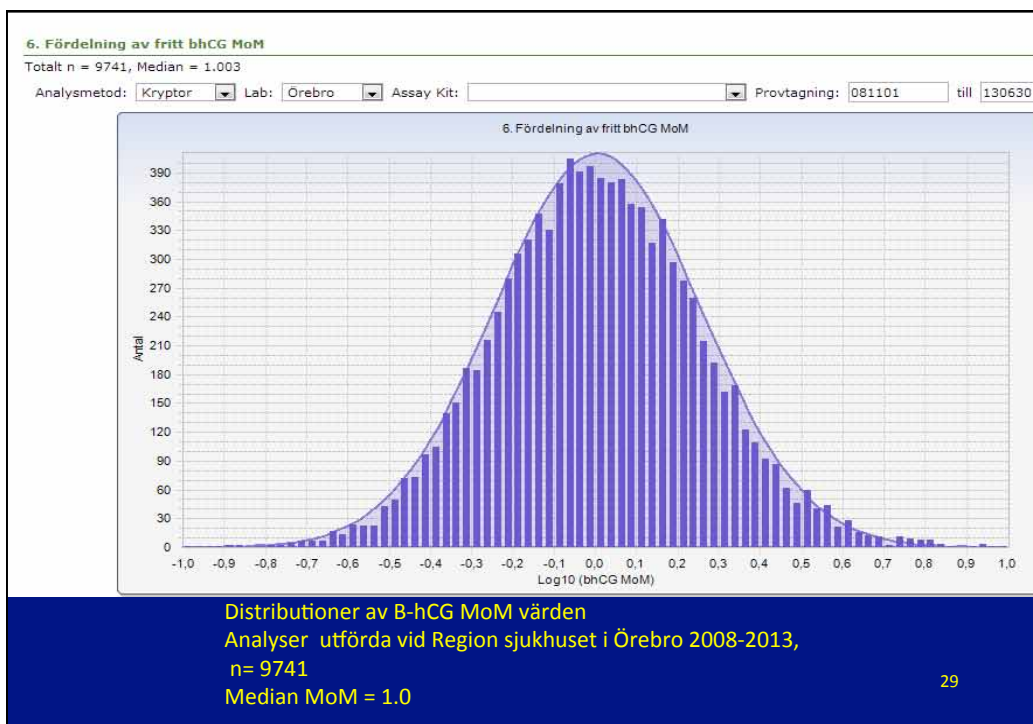 6. Fördelning av fritt bhCG MoM
Totalt n = 9741, Median = 1.003
Analysmetod: Kryptor Lab: Örebro Assay Kit: Provtagning: 081101 till 130630
6. Fördelning av fritt bhCG MoM
390
360
330
300
270
240
210
180
150
120
90
60
30
0
Antal
-1,0 -0,9 -0,8 -0,7 -0,6 -0,5 -0,4 -0,3 -0,2 -0,1 0,0 0,1 0,2 0,3 0,4 0,5 0,6 0,7 0,8 0,9 1,0
Log10 (bhCG MoM)
Distributioner av B-hCG MoM värden
Analyser utförda vid Region sjukhuset i Örebro 2008-2013,
n= 9741
Median MoM = 1.0
29